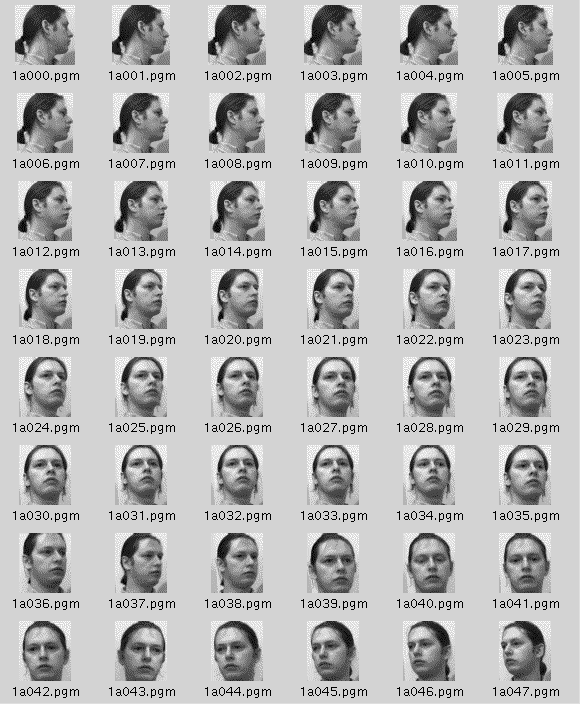 1a000.pgm 1a001.pgm 1a002.pgm 1a003.pgm 1a004.pgm 1a005.pgm
1a006.pgm 1a007.pgm 1a008.pgm 1a009.pgm 1a010.pgm 1a011.pgm
1a012.pgm 1a013.pgm 1a014.pgm 1a015.pgm 1a016.pgm 1a017.pgm
1a018.pgm 1a019.pgm 1a020.pgm 1a021.pgm 1a022.pgm 1a023.pgm
1a024.pgm 1a025.pgm 1a026.pgm 1a027.pgm 1a028.pgm 1a029.pgm
1a030.pgm 1a031.pgm 1a032.pgm 1a033.pgm 1a034.pgm 1a035.pgm
1a036.pgm 1a037.pgm 1a038.pgm 1a039.pgm 1a040.pgm 1a041.pgm
1a042.pgm 1a043.pgm 1a044.pgm 1a045.pgm 1a046.pgm 1a047.pgm